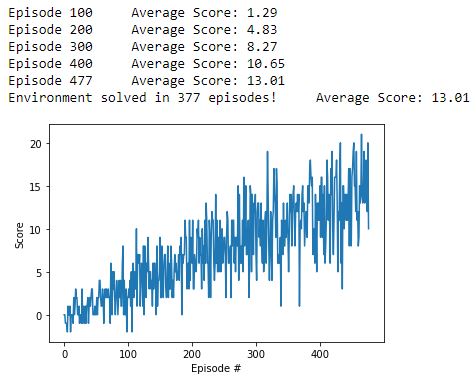 Episode 100 Average Score: 1.29
Episode 200 Average Score: 4.83
Episode 300 Average Score: 8.27
Episode 400 Average Score: 10.65
Episode 477 Average Score: 13.01
Environment solved in 377 episodes! Average Score: 13.01
20
15
10
5
0
Score
0 100 200 300 400
Episode #